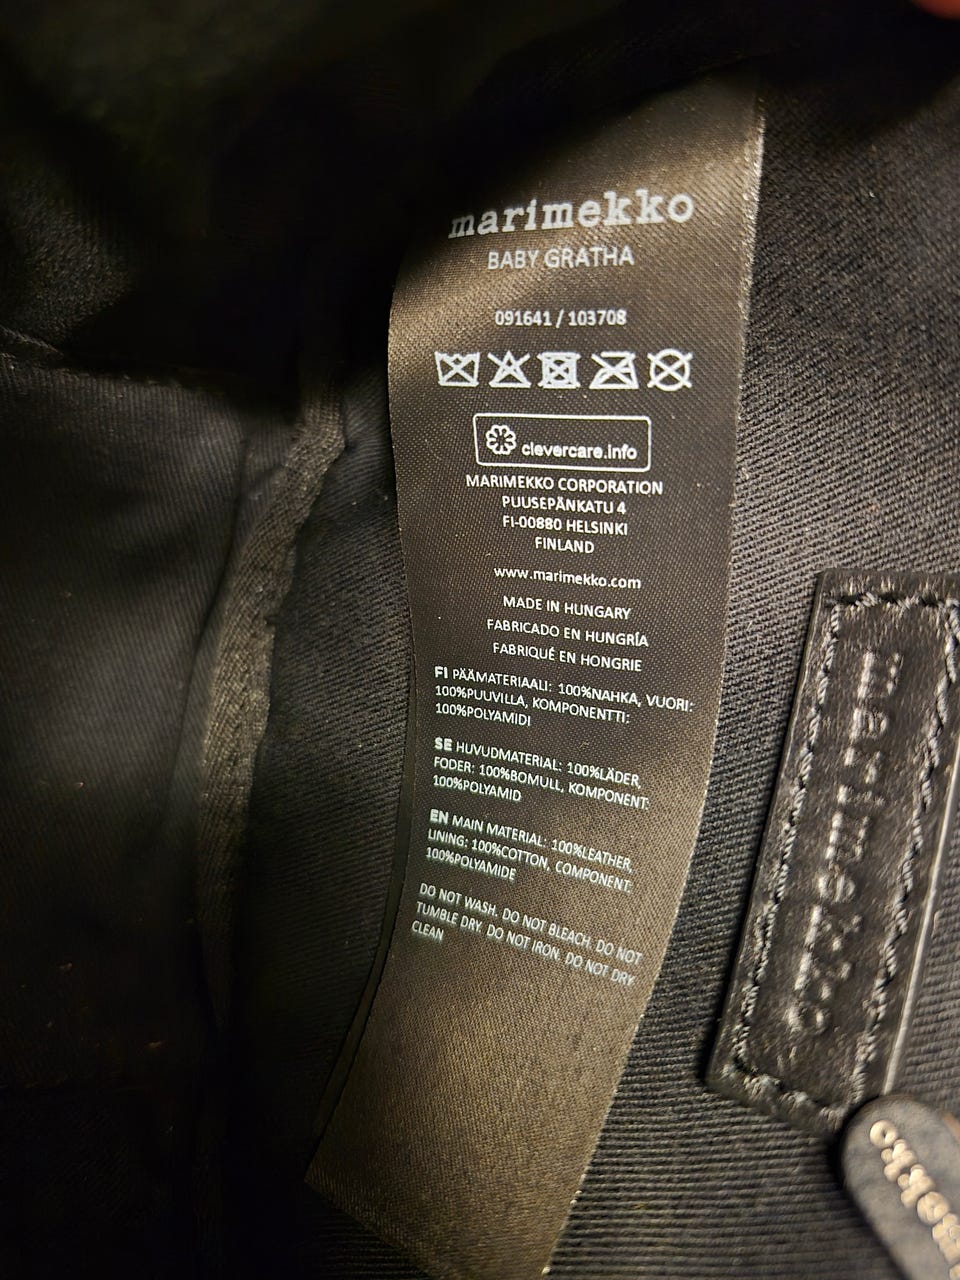 marimekko
BABY GRATHA
091641 / 103708
clevercare.info
MARIMEKKO CORPORATION
PUUSEPÄNKATU 4
FI-00880 HELSINKI
FINLAND
www.marimekko.com
MADE IN HUNGARY
FABRICADO EN HUNGRÍA
FABRIQUÉ EN HONGRIE
FI PÄÄMATERIAALI: 100%NAHKA, VUORI:
100%PUUVILLA, KOMPONENTTI:
100%POLYAMIDI
SE HUVUDMATERIAL: 100%LÄDER,
FODER: 100%BOMULL, KOMPONENT:
100%POLYAMID
EN MAIN MATERIAL: 100%LEATHER,
LINING: 100%COTTON, COMPONENT:
100%POLYAMIDE
DO NOT WASH. DO NOT BLEACH. DO NOT
TUMBLE DRY. DO NOT IRON. DO NOT DRY
CLEAN
marimekko